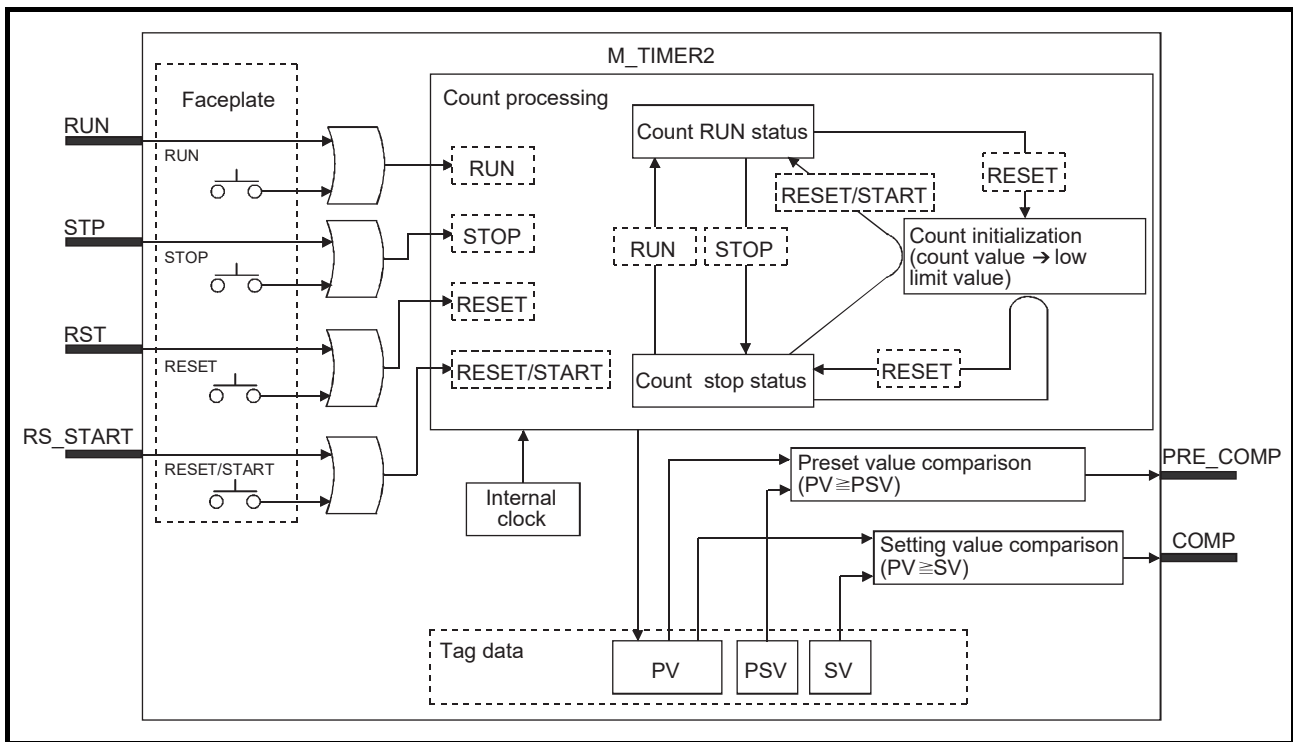 M_TIMER2
Faceplate
Count processing
RUN
RUN
RUN
Count RUN status
RESET
RESET/START
STP
STOP
STOP
RUN
STOP
Count initialization
(count value ➔ low
limit value)
RST
RESET
RESET
RESET/START
Count stop status
RESET
RS_START
RESET/START
Internal
clock
Preset value comparison
(PV≧PSV)
PRE_COMP
Setting value comparison
(PV≧SV)
COMP
Tag data
PV
PSV
SV